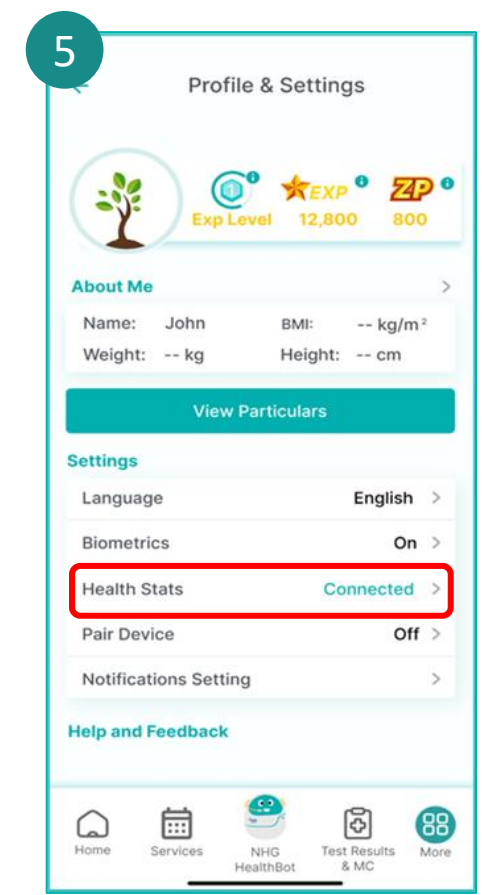 5
Profile & Settings
EXP ZP
Exp Level 12,800 800
About Me
Name: John BMI: -- kg/m²
Weight: -- kg Height: -- cm
View Particulars
Settings
Language English
Biometrics On
Health Stats Connected
Pair Device Off
Notifications Setting
Help and Feedback
Home Services NHG HealthBot Test Results & MC More